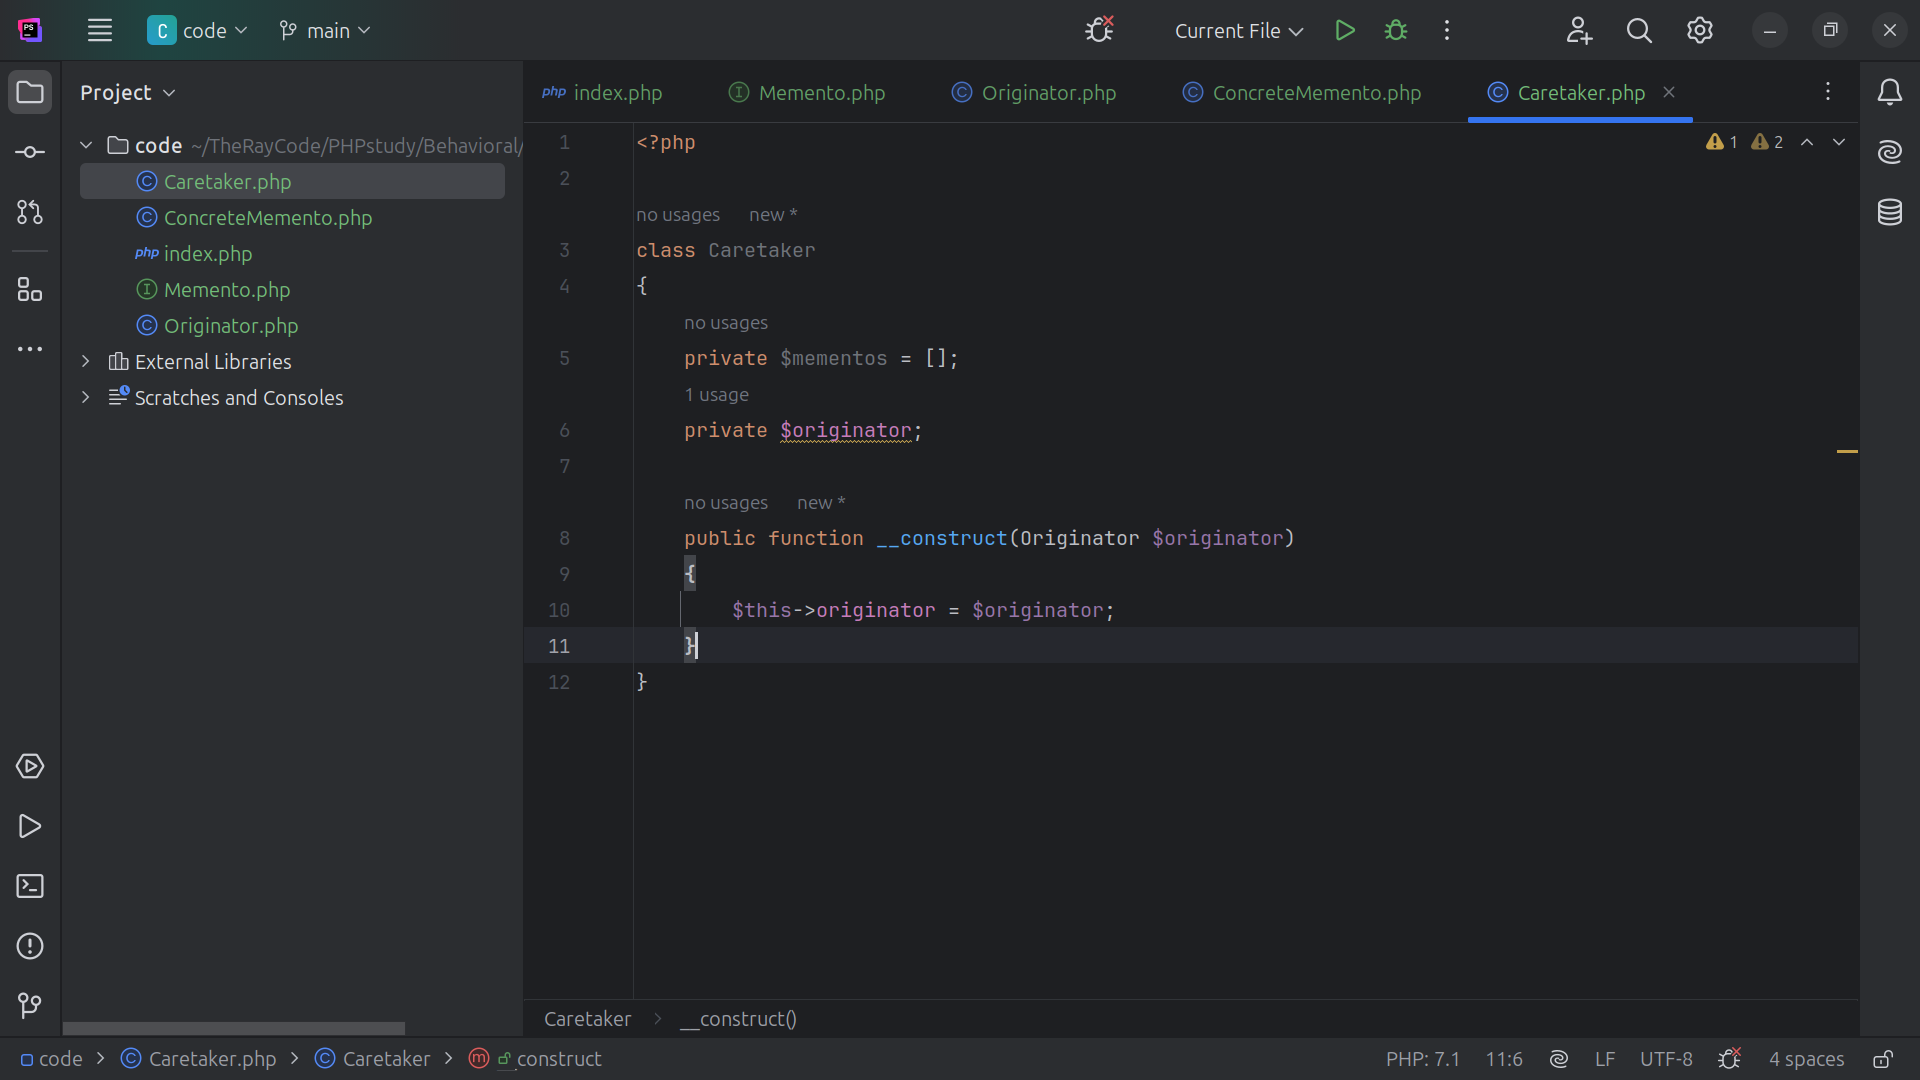 PS
C code main
Current File
Project
code ~/TheRayCode/PHPstudy/Behavioral/
Caretaker.php
ConcreteMemento.php
php index.php
Memento.php
Originator.php
External Libraries
Scratches and Consoles
php index.php
Memento.php
Originator.php
ConcreteMemento.php
Caretaker.php
1 2
1 <?php
2
no usages new *
3 class Caretaker
4 {
no usages
5 private $mementos = [];
1 usage
6 private $originator;
7
no usages new *
8 public function __construct(Originator $originator)
9 {
10 $this->originator = $originator;
11 }
12 }
Caretaker > __construct()
code > Caretaker.php > Caretaker > m __construct
PHP: 7.1 11:6 LF UTF-8 4 spaces